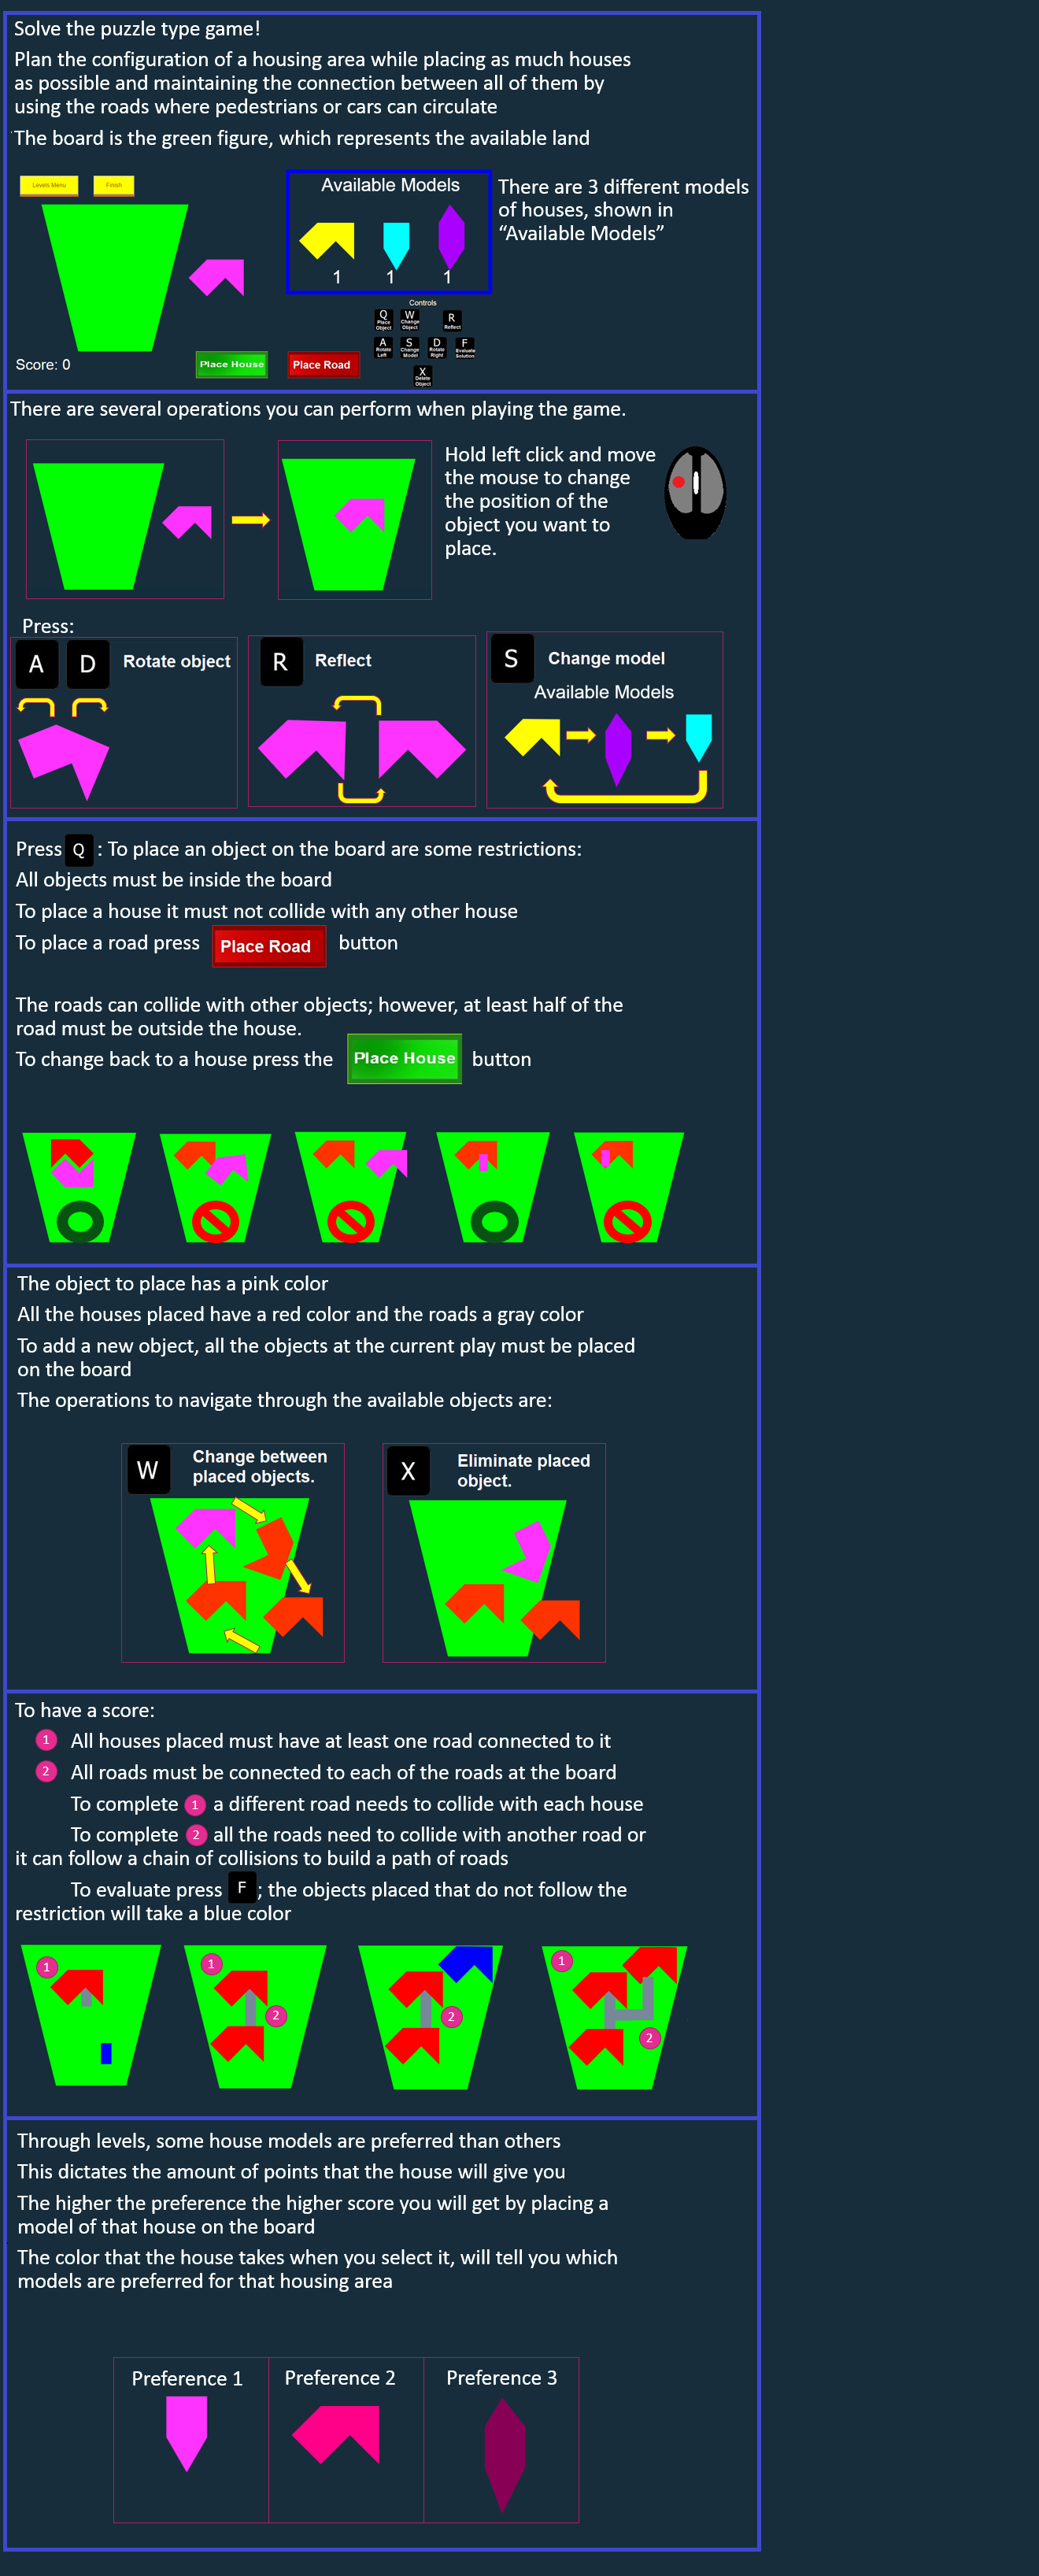 Solve the puzzle type game!
Plan the configuration of a housing area while placing as much houses
as possible and maintaining the connection between all of them by
using the roads where pedestrians or cars can circulate
The board is the green figure, which represents the available land
Levels Menu
Finish
Available Models
1
1
1
There are 3 different models
of houses, shown in
“Available Models”
Controls
Q
Place
Object
W
Change
Object
R
Reflect
A
Rotate
Left
S
Change
Model
D
Rotate
Right
F
Evaluate
Solution
X
Delete
Object
Score: 0
Place House
Place Road
There are several operations you can perform when playing the game.
Hold left click and move
the mouse to change
the position of the
object you want to
place.
Press:
A D Rotate object
R Reflect
S Change model
Available Models
Press Q : To place an object on the board are some restrictions:
All objects must be inside the board
To place a house it must not collide with any other house
To place a road press Place Road button
The roads can collide with other objects; however, at least half of the
road must be outside the house.
To change back to a house press the Place House button
The object to place has a pink color
All the houses placed have a red color and the roads a gray color
To add a new object, all the objects at the current play must be placed
on the board
The operations to navigate through the available objects are:
W
Change between
placed objects.
X
Eliminate placed
object.
To have a score:
1 All houses placed must have at least one road connected to it
2 All roads must be connected to each of the roads at the board
To complete 1 a different road needs to collide with each house
To complete 2 all the roads need to collide with another road or
it can follow a chain of collisions to build a path of roads
To evaluate press F ; the objects placed that do not follow the
restriction will take a blue color
1
1
2
2
1
2
Through levels, some house models are preferred than others
This dictates the amount of points that the house will give you
The higher the preference the higher score you will get by placing a
model of that house on the board
The color that the house takes when you select it, will tell you which
models are preferred for that housing area
Preference 1
Preference 2
Preference 3